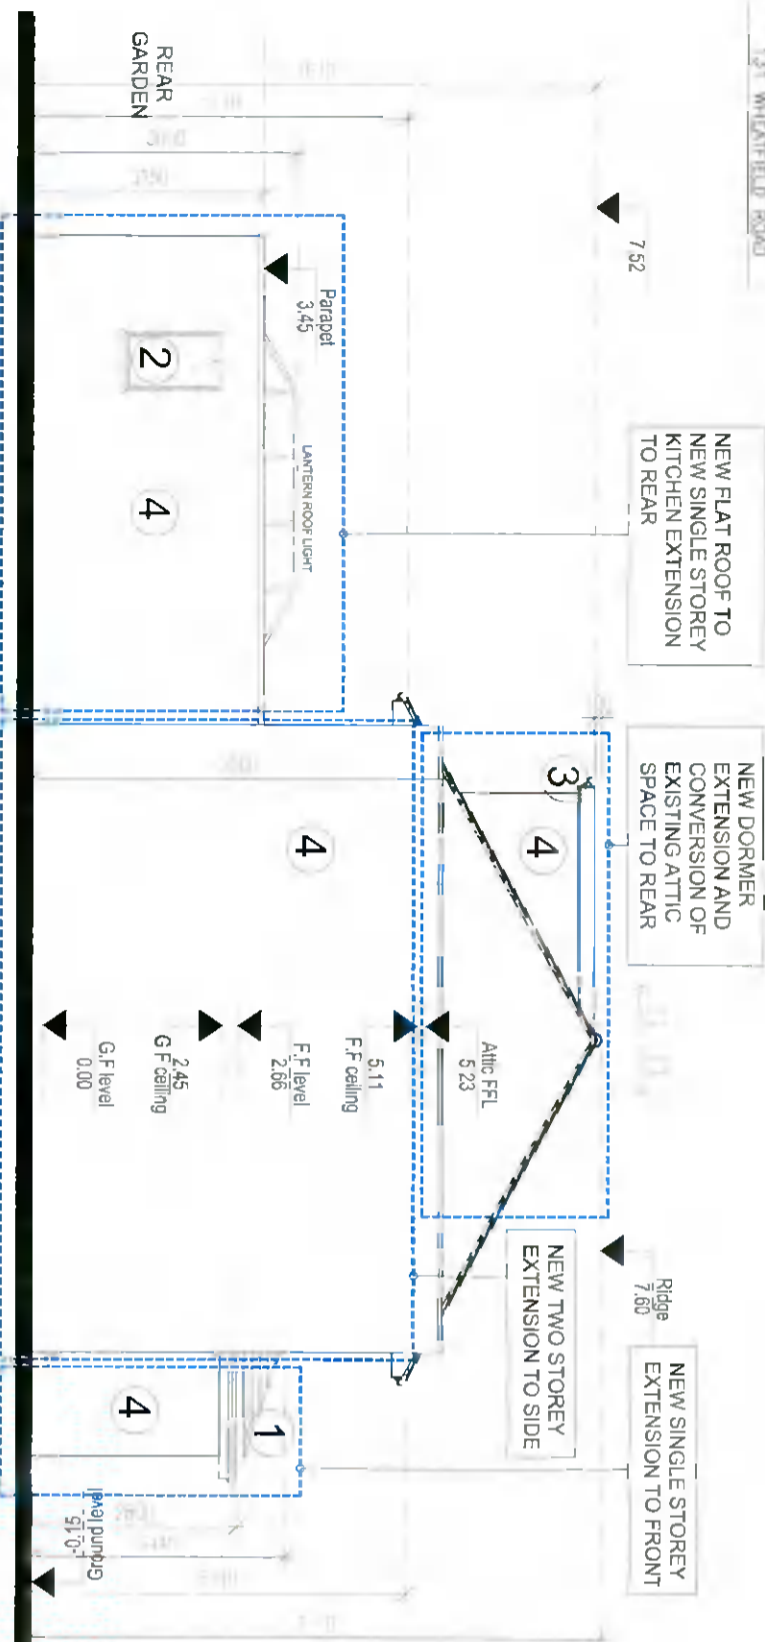 131 WHEATFIELD ROAD
REAR
GARDEN
7.52
Parapet
3.45
LANTERN ROOF LIGHT
2
4
NEW FLAT ROOF TO
NEW SINGLE STOREY
KITCHEN EXTENSION
TO REAR
NEW DORMER
EXTENSION AND
CONVERSION OF
EXISTING ATTIC
SPACE TO REAR
3
4
4
Attic FFL
5.23
5.11
F.F ceiling
F.F level
2.66
2.45
G F ceiling
G.F level
0.00
Ridge
7.60
NEW TWO STOREY
EXTENSION TO SIDE
NEW SINGLE STOREY
EXTENSION TO FRONT
1
4
Ground level
-0.15